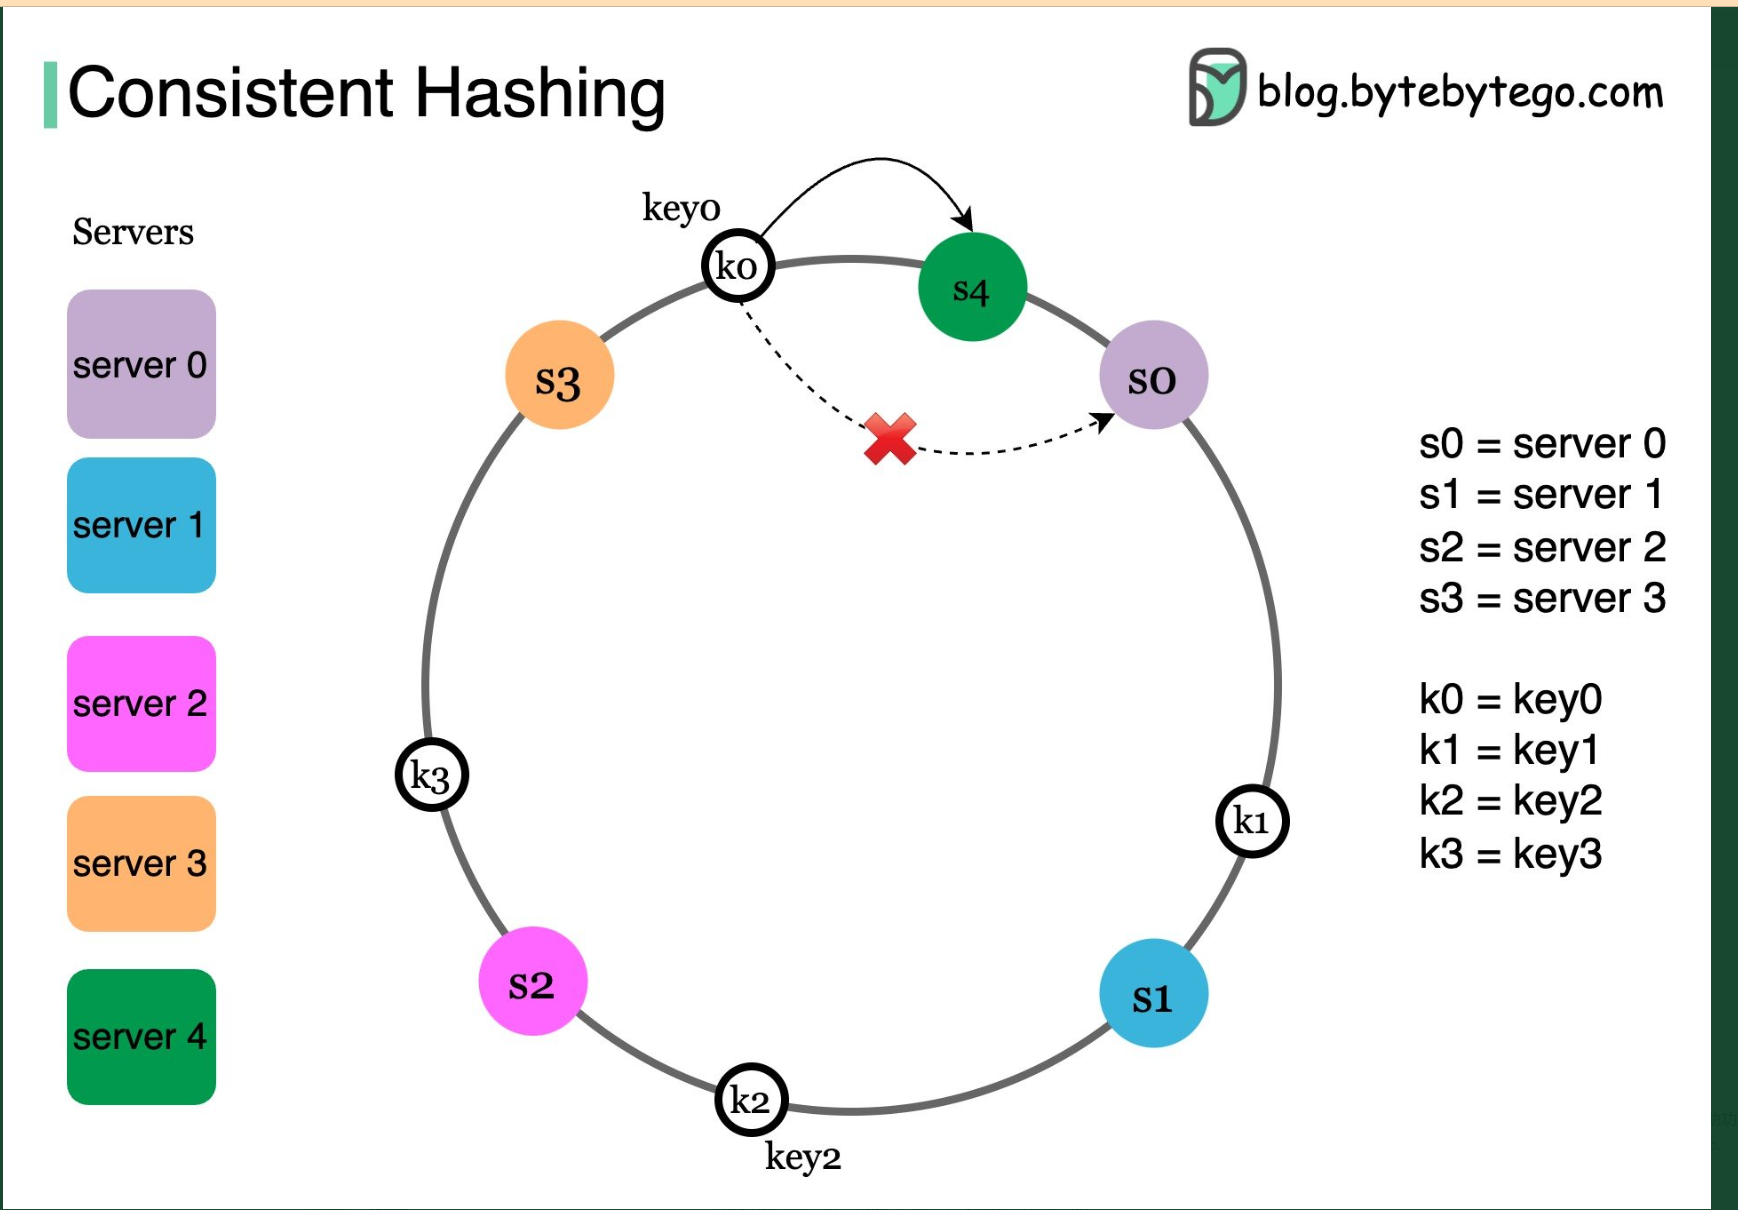 Consistent Hashing
blog.bytebytego.com
Servers
server 0
server 1
server 2
server 3
server 4
key0
k0
s4
s0
s3
k3
k1
s2
s1
k2
key2
s0 = server 0
s1 = server 1
s2 = server 2
s3 = server 3
k0 = key0
k1 = key1
k2 = key2
k3 = key3